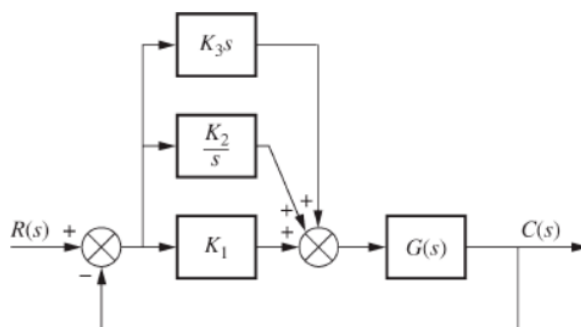 K₃s
K₂
s
+
+
R(s) + K₁ + G(s) C(s)
−